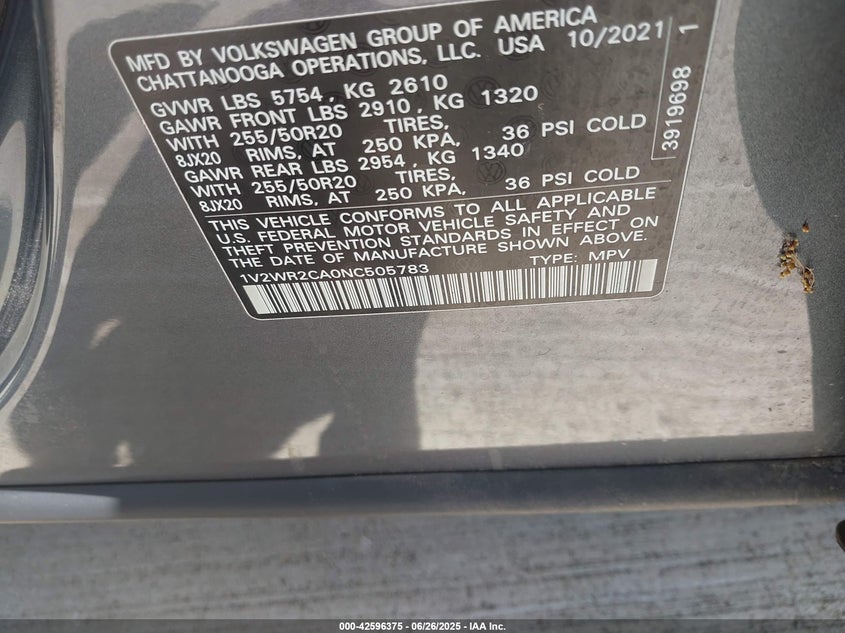 MFD BY VOLKSWAGEN GROUP OF AMERICA
CHATTANOOGA OPERATIONS, LLC. USA 10/2021
GVWR LBS 5754, KG 2610
GAWR FRONT LBS 2910, KG 1320
WITH 255/50R20 TIRES,
8JX20 RIMS, AT 250 KPA, 36 PSI COLD
GAWR REAR LBS 2954, KG 1340
WITH 255/50R20 TIRES,
8JX20 RIMS, AT 250 KPA, 36 PSI COLD
THIS VEHICLE CONFORMS TO ALL APPLICABLE
U.S. FEDERAL MOTOR VEHICLE SAFETY AND
THEFT PREVENTION STANDARDS IN EFFECT ON
THE DATE OF MANUFACTURE SHOWN ABOVE.
1V2WR2CA0NC505783 TYPE: MPV
3919698 1
000-42596375 - 06/26/2025 - IAA Inc.